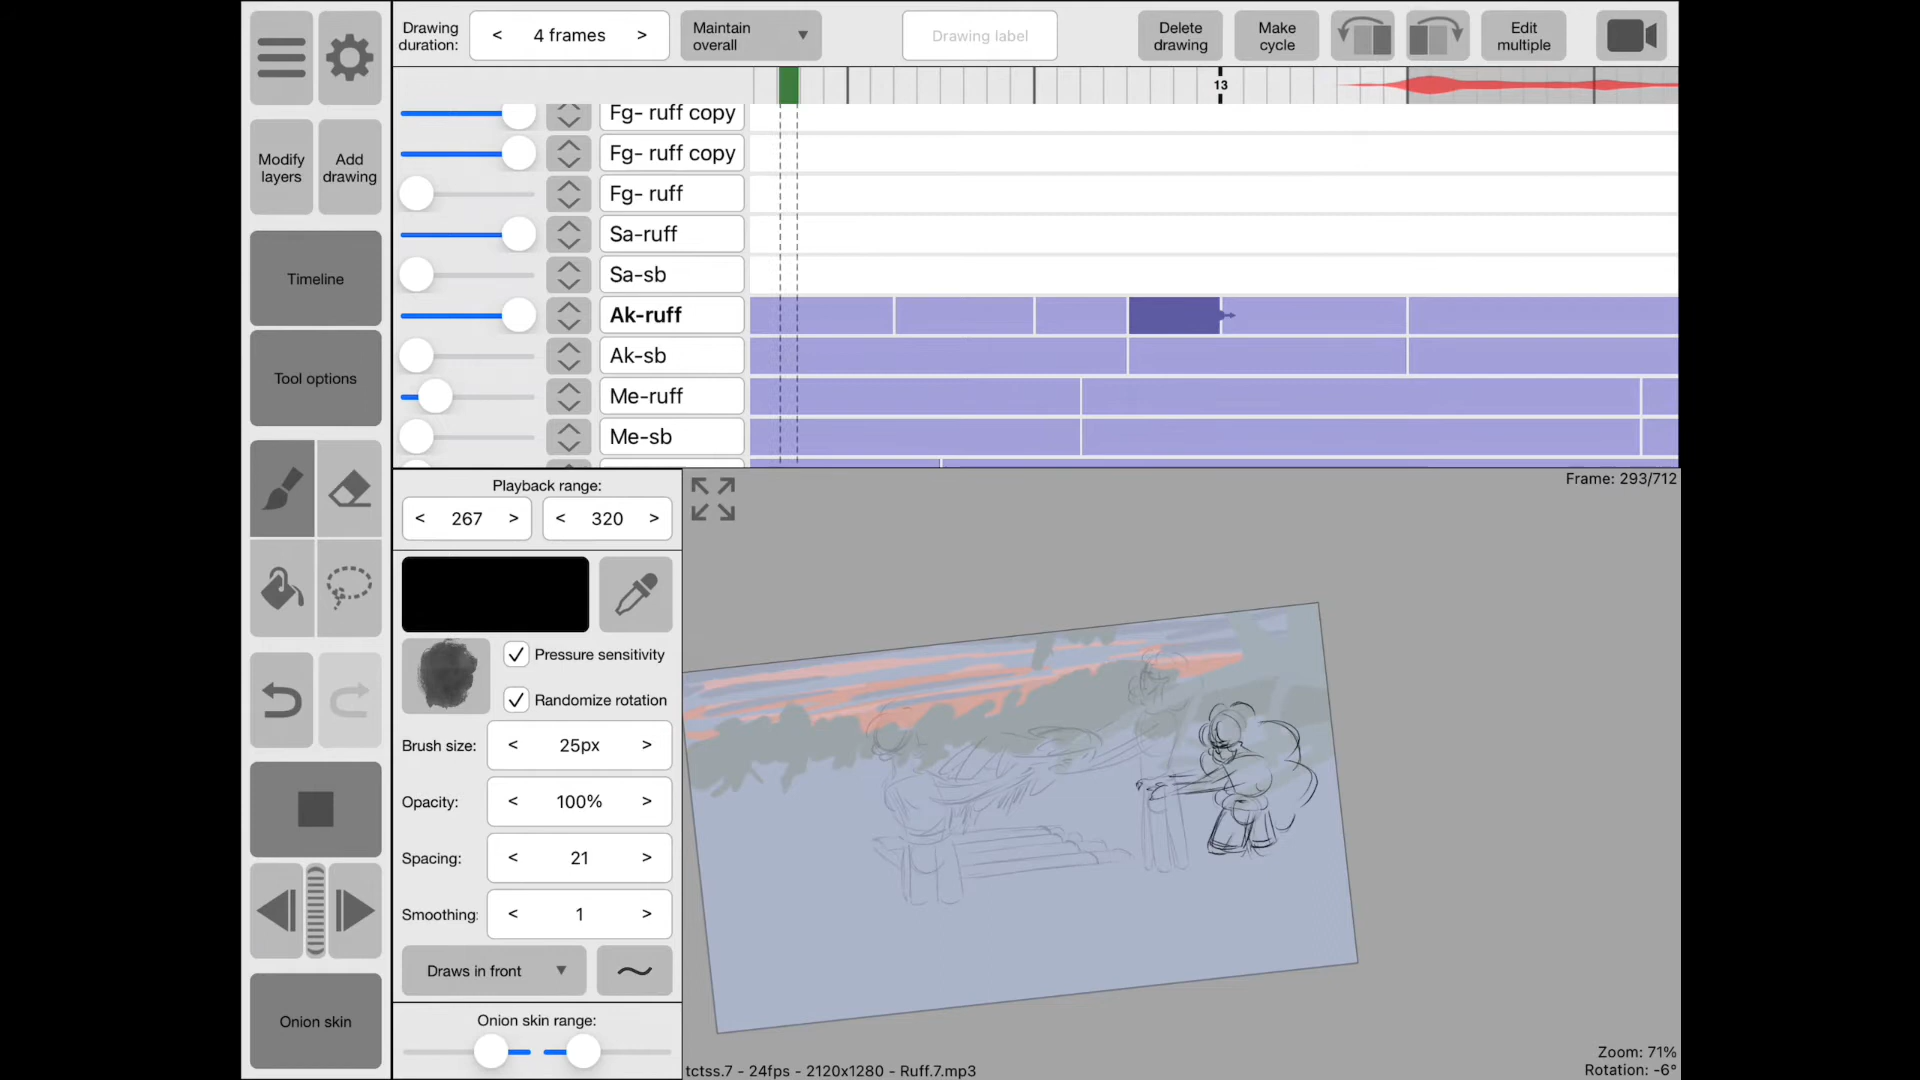 Drawing
duration:
< 4 frames >
Maintain
overall
Drawing label
Delete
drawing
Make
cycle
Edit
multiple
13
Modify
layers
Add
drawing
Timeline
Tool options
Onion skin
Fg- ruff copy
Fg- ruff copy
Fg- ruff
Sa-ruff
Sa-sb
Ak-ruff
Ak-sb
Me-ruff
Me-sb
Playback range:
< 267 >
< 320 >
Pressure sensitivity
Randomize rotation
Brush size:
< 25px >
Opacity:
< 100% >
Spacing:
< 21 >
Smoothing:
< 1 >
Draws in front
Onion skin range:
Frame: 293/712
tctss.7 - 24fps - 2120x1280 - Ruff.7.mp3
Zoom: 71%
Rotation: -6°